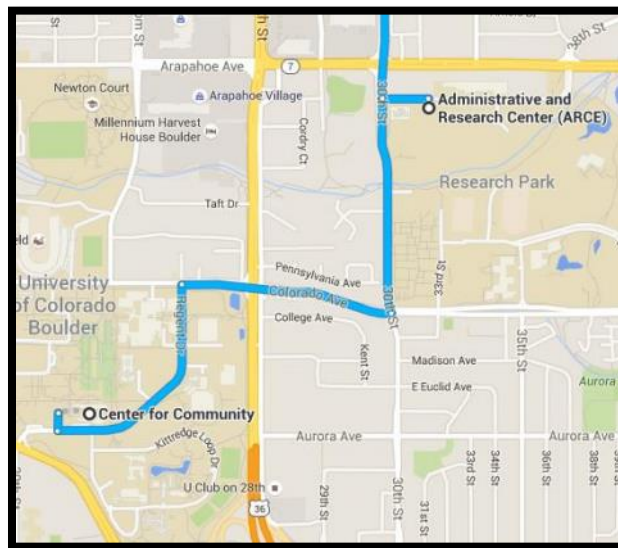 30th St
28th St
7
Arapahoe Ave
Newton Court
Arapahoe Village
Millennium Harvest
House Boulder
Cordry Ct
30th St
Administrative and
Research Center (ARCE)
Research Park
Taft Dr
33rd St
Pennsylvania Ave
University
of Colorado
Boulder
Regent Dr
Colorado Ave
30th St
College Ave
Kent St
35th St
Madison Ave
E Euclid Ave
Aurora
Center for Community
Kittredge Loop Dr
Aurora Ave
Aurora Ave
U Club on 28th
36
29th St
30th St
31st St
33rd St
34th St
36th St
38th St